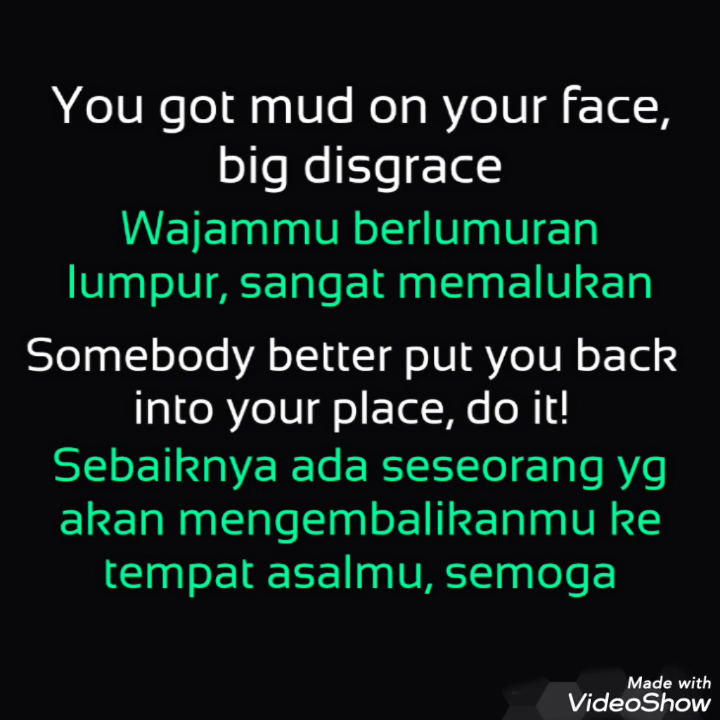 You got mud on your face,
big disgrace
Wajammu berlumuran
lumpur, sangat memalukan
Somebody better put you back
into your place, do it!
Sebaiknya ada seseorang yg
akan mengembalikanmu ke
tempat asalmu, semoga
Made with
VideoShow